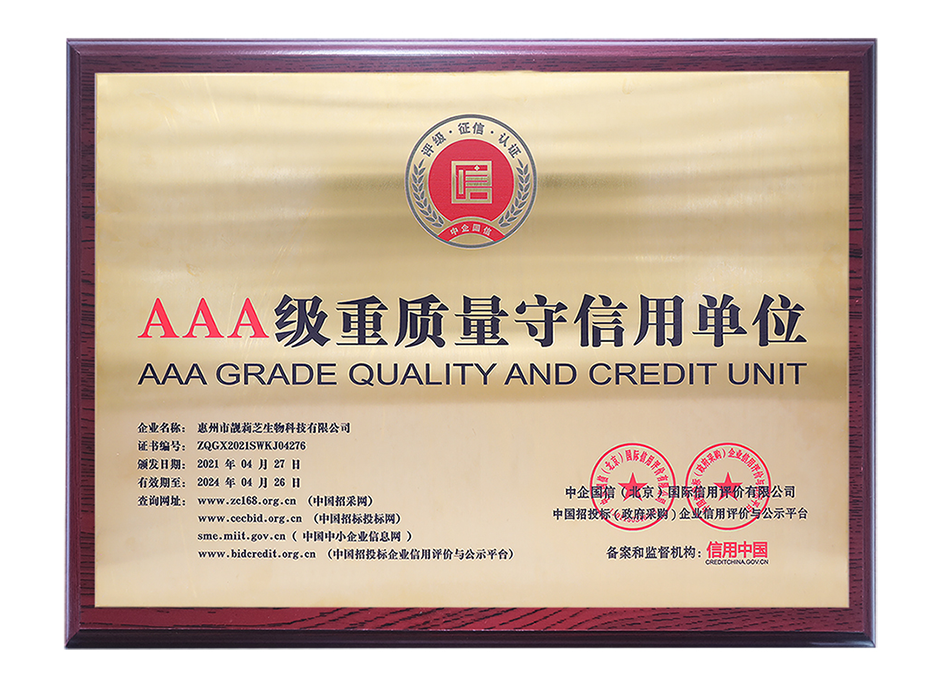 评级·征信·认证
中企国信
AAA级重质量守信用单位
AAA GRADE QUALITY AND CREDIT UNIT
企业名称: 惠州市靓莉芝生物科技有限公司
证书编号: ZQGX2021SWKJ04276
颁发日期: 2021 年 04 月 27 日
有效期至: 2024 年 04 月 26 日
查询网址: www.zc168.org.cn (中国招采网)
www.cecbid.org.cn (中国招标投标网)
sme.miit.gov.cn ( 中国中小企业信息网 )
www.bidcredit.org.cn (中国招投标企业信用评价与公示平台)
中企国信(北京)国际信用评价有限公司
中国招投标(政府采购)企业信用评价与公示平台
备案和监督机构: 信用中国
CREDITCHINA.GOV.CN